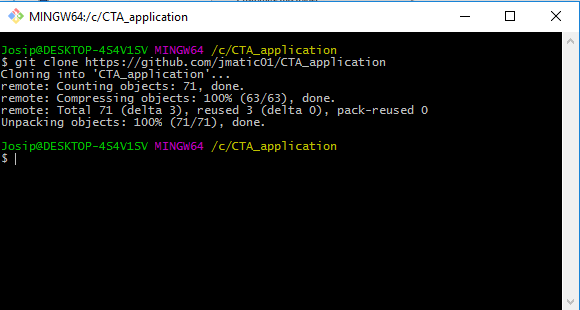 MINGW64:/c/CTA_application
Josip@DESKTOP-4S4V1SV MINGW64 /c/CTA_application
$ git clone https://github.com/jmatic01/CTA_application
Cloning into 'CTA_application'...
remote: Counting objects: 71, done.
remote: Compressing objects: 100% (63/63), done.
remote: Total 71 (delta 3), reused 3 (delta 0), pack-reused 0
Unpacking objects: 100% (71/71), done.
Josip@DESKTOP-4S4V1SV MINGW64 /c/CTA_application
$